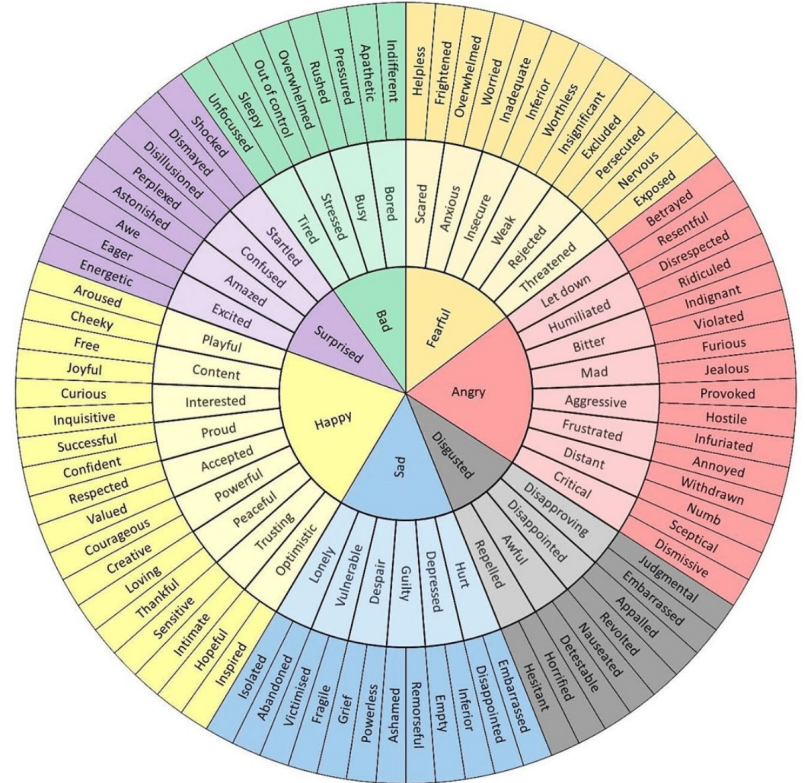 Fearful
Angry
Disgusted
Sad
Happy
Surprised
Bad
Scared
Anxious
Insecure
Weak
Rejected
Threatened
Let down
Humiliated
Bitter
Mad
Aggressive
Frustrated
Distant
Critical
Disapproving
Disappointed
Awful
Repelled
Hurt
Depressed
Guilty
Despair
Vulnerable
Lonely
Optimistic
Trusting
Peaceful
Powerful
Accepted
Proud
Interested
Content
Playful
Excited
Amazed
Confused
Startled
Tired
Stressed
Busy
Bored
Helpless
Frightened
Overwhelmed
Worried
Inadequate
Inferior
Worthless
Insignificant
Excluded
Persecuted
Nervous
Exposed
Betrayed
Resentful
Disrespected
Ridiculed
Indignant
Violated
Furious
Jealous
Provoked
Hostile
Infuriated
Annoyed
Withdrawn
Numb
Sceptical
Dismissive
Judgmental
Embarrassed
Appalled
Revolted
Nauseated
Detestable
Horrified
Hesitant
Embarrassed
Disappointed
Inferior
Empty
Remorseful
Ashamed
Powerless
Grief
Fragile
Victimised
Abandoned
Isolated
Inspired
Hopeful
Intimate
Sensitive
Thankful
Loving
Creative
Courageous
Valued
Respected
Confident
Successful
Inquisitive
Curious
Joyful
Free
Cheeky
Aroused
Energetic
Eager
Awe
Astonished
Perplexed
Disillusioned
Dismayed
Shocked
Unfocussed
Sleepy
Out of control
Overwhelmed
Rushed
Pressured
Apathetic
Indifferent